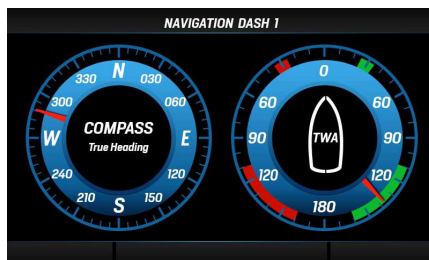 NAVIGATION DASH 1
N
030
060
E
120
150
S
210
240
W
300
330
COMPASS
True Heading
0
60
90
120
180
120
90
60
TWA